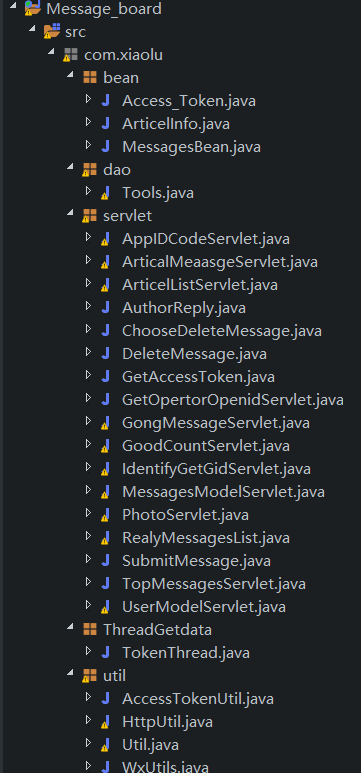 Message_board
src
com.xiaolu
bean
Access_Token.java
ArticelInfo.java
MessagesBean.java
dao
Tools.java
servlet
AppIDCodeServlet.java
ArticalMeaasgeServlet.java
ArticelListServlet.java
AuthorReply.java
ChooseDeleteMessage.java
DeleteMessage.java
GetAccessToken.java
GetOpertorOpenidServlet.java
GongMessageServlet.java
GoodCountServlet.java
IdentifyGetGidServlet.java
MessagesModelServlet.java
PhotoServlet.java
RealyMessagesList.java
SubmitMessage.java
TopMessagesServlet.java
UserModelServlet.java
ThreadGetdata
TokenThread.java
util
AccessTokenUtil.java
HttpUtil.java
Util.java
WxUtils.java